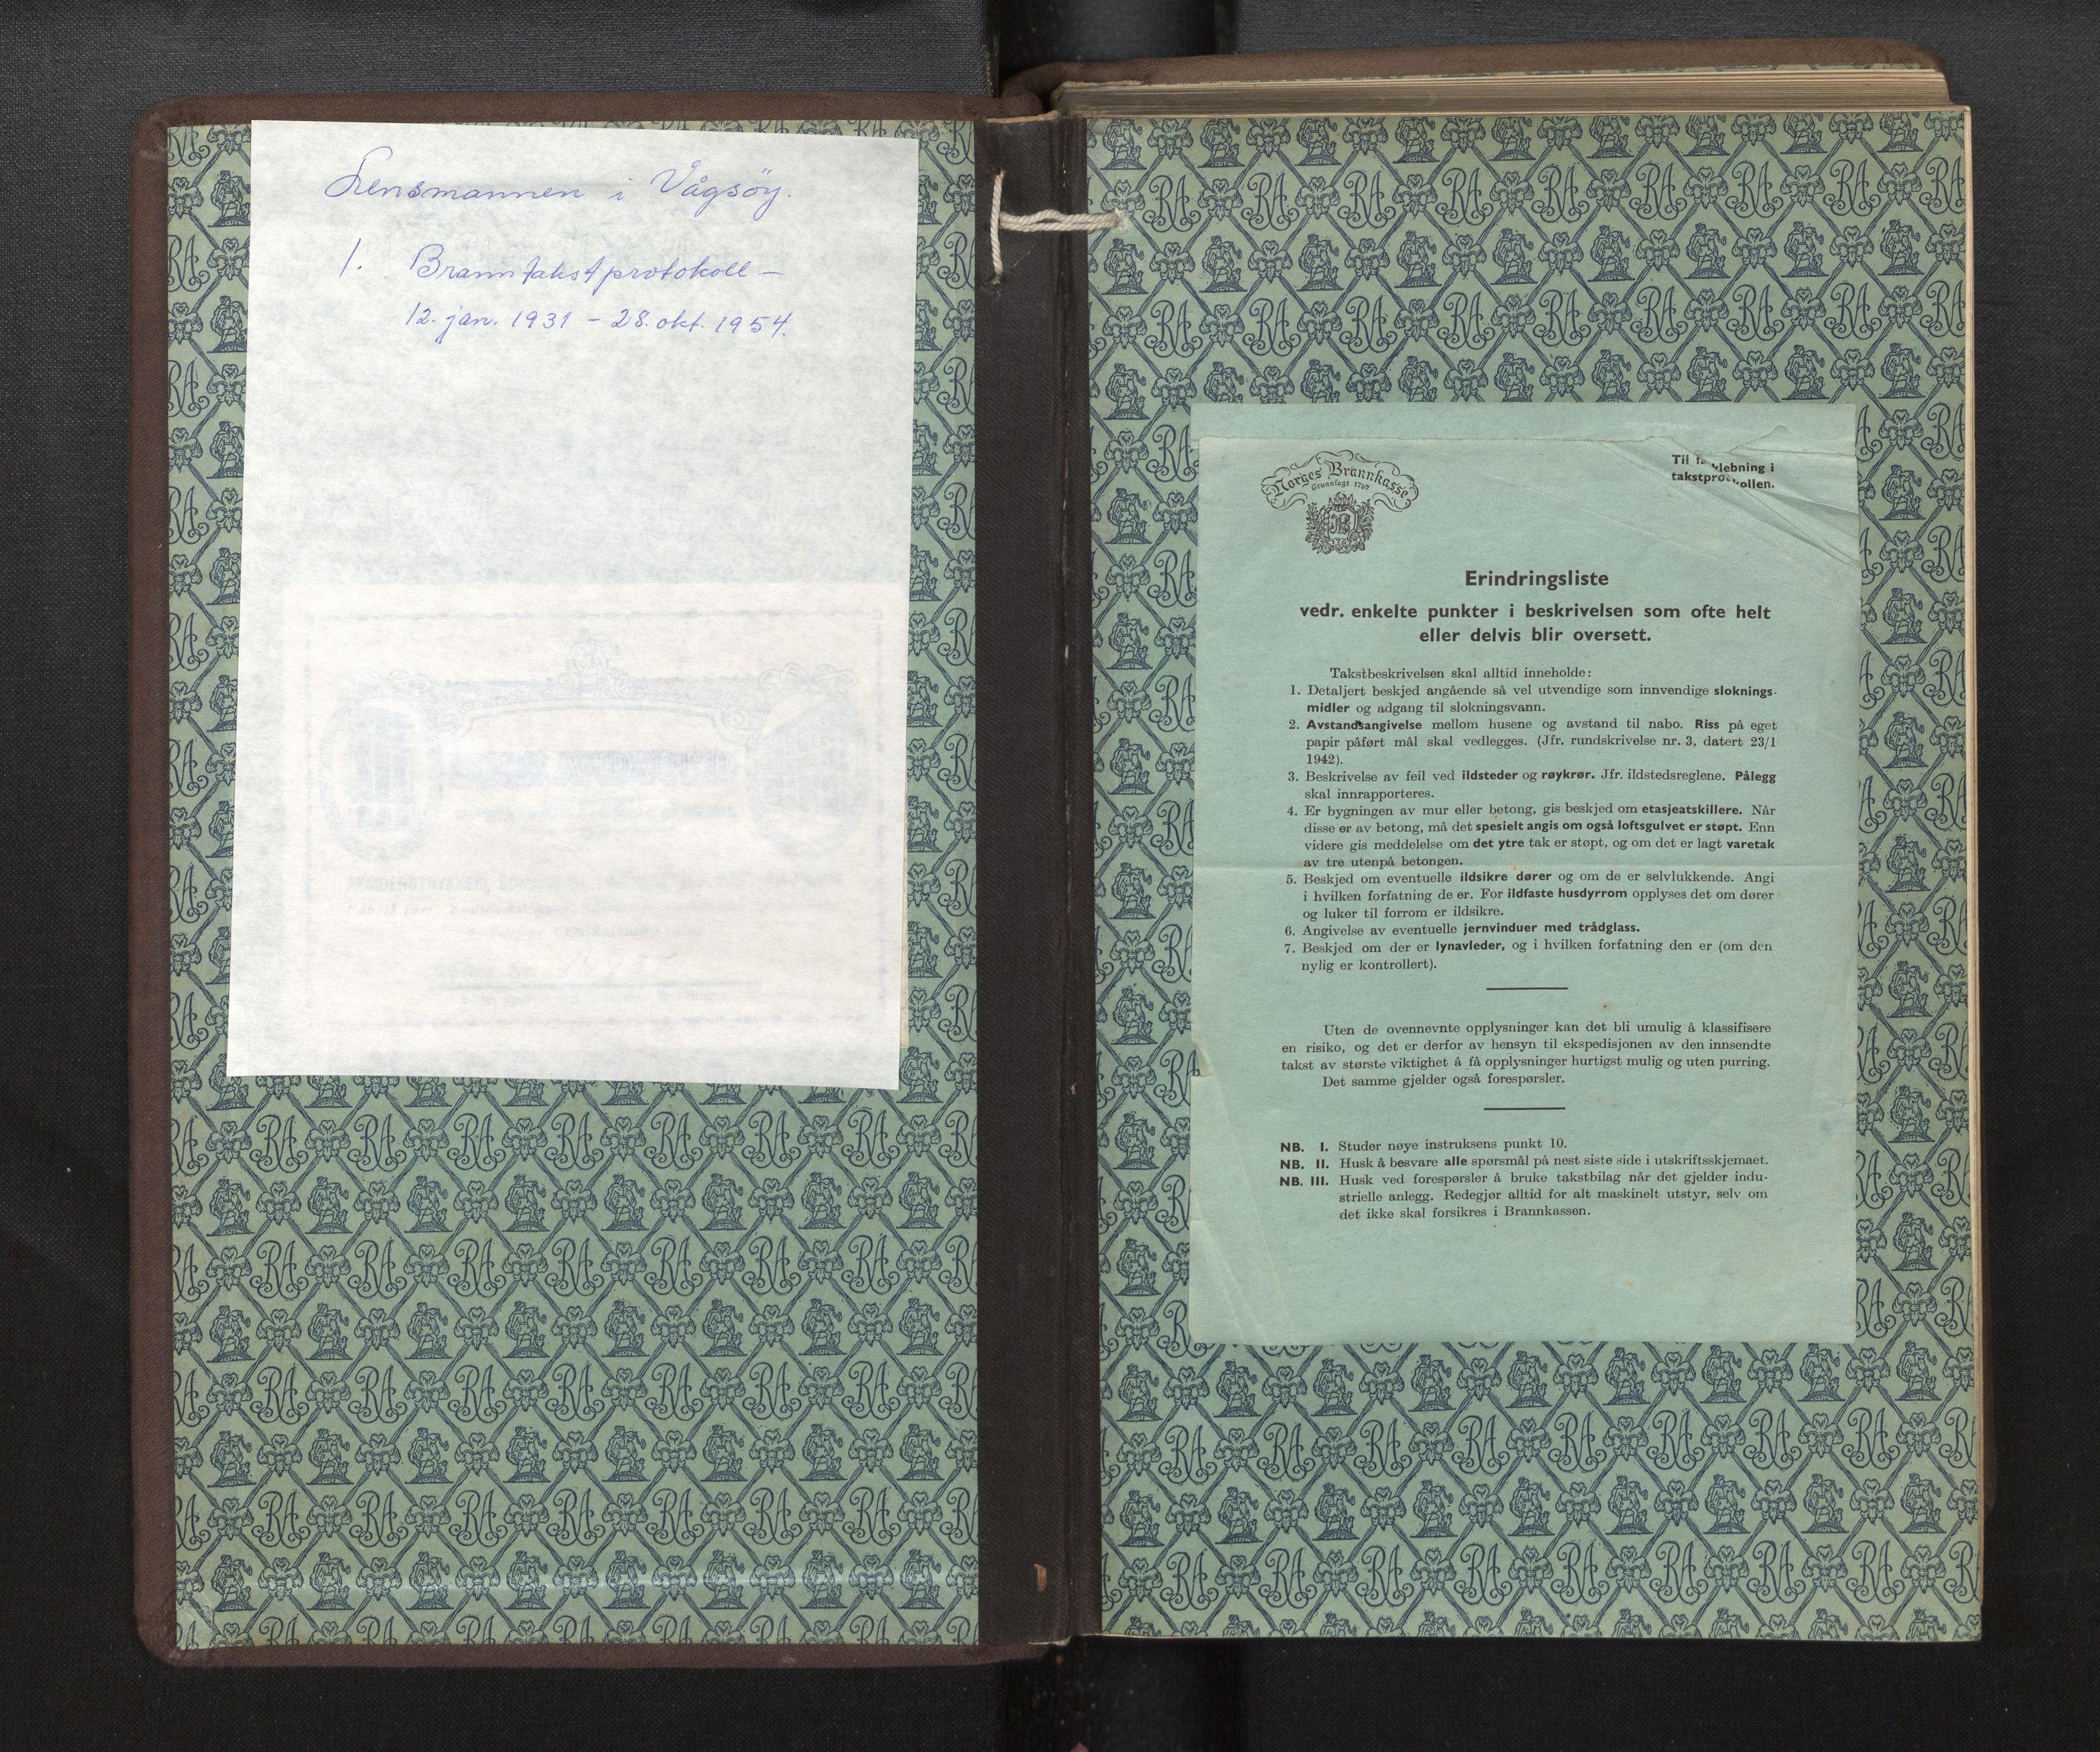 Lensmannen i Vågsöy.
1. Branntakstprotokoll –
12. jan. 1931 – 28. okt. 1954.
Norges Brannkasse
Grunnlagt 1767
Til klebning i
takstprotokollen.
Erindringsliste
vedr. enkelte punkter i beskrivelsen som ofte helt
eller delvis blir oversett.
Takstbeskrivelsen skal alltid inneholde:
1. Detaljert beskjed angående så vel utvendige som innvendige sloknings-
midler og adgang til slokningsvann.
2. Avstandsangivelse mellom husene og avstand til nabo. Riss på eget
papir påført mål skal vedlegges. (Jfr. rundskrivelse nr. 3, datert 23/1
1942).
3. Beskrivelse av feil ved ildsteder og røykrør. Jfr. ildstedsreglene. Pålegg
skal innrapporteres.
4. Er bygningen av mur eller betong, gis beskjed om etasjeatskillere. Når
disse er av betong, må det spesielt angis om også loftsgulvet er støpt. Enn
videre gis meddelelse om det ytre tak er støpt, og om det er lagt varetak
av tre utenpå betongen.
5. Beskjed om eventuelle ildsikre dører og om de er selvlukkende. Angi
i hvilken forfatning de er. For ildfaste husdyrrom opplyses det om dører
og luker til forrom er ildsikre.
6. Angivelse av eventuelle jernvinduer med trådglass.
7. Beskjed om der er lynavleder, og i hvilken forfatning den er (om den
nylig er kontrollert).
Uten de ovennevnte opplysninger kan det bli umulig å klassifisere
en risiko, og det er derfor av hensyn til ekspedisjonen av den innsendte
takst av største viktighet å få opplysninger hurtigst mulig og uten purring.
Det samme gjelder også forespørsler.
NB. I. Studer nøye instruksens punkt 10.
NB. II. Husk å besvare alle spørsmål på nest siste side i utskriftsskjemaet.
NB. III. Husk ved forespørsler å bruke takstbilag når det gjelder indu-
strielle anlegg. Redegjør alltid for alt maskinelt utstyr, selv om
det ikke skal forsikres i Brannkassen.